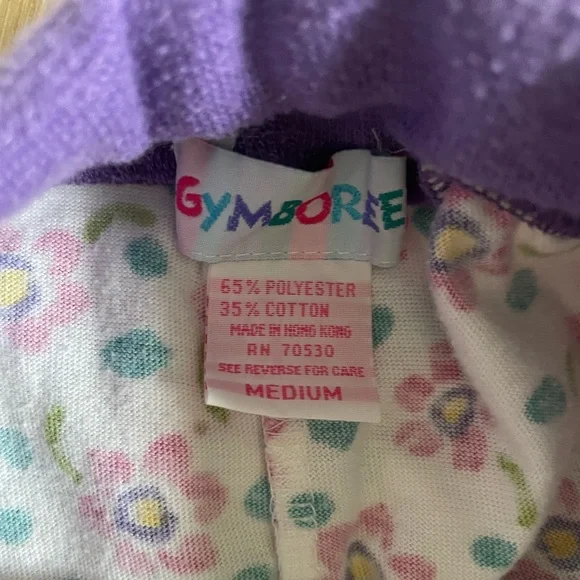 GYMBOREE
65% POLYESTER
35% COTTON
MADE IN HONG KONG
RN 70530
SEE REVERSE FOR CARE
MEDIUM